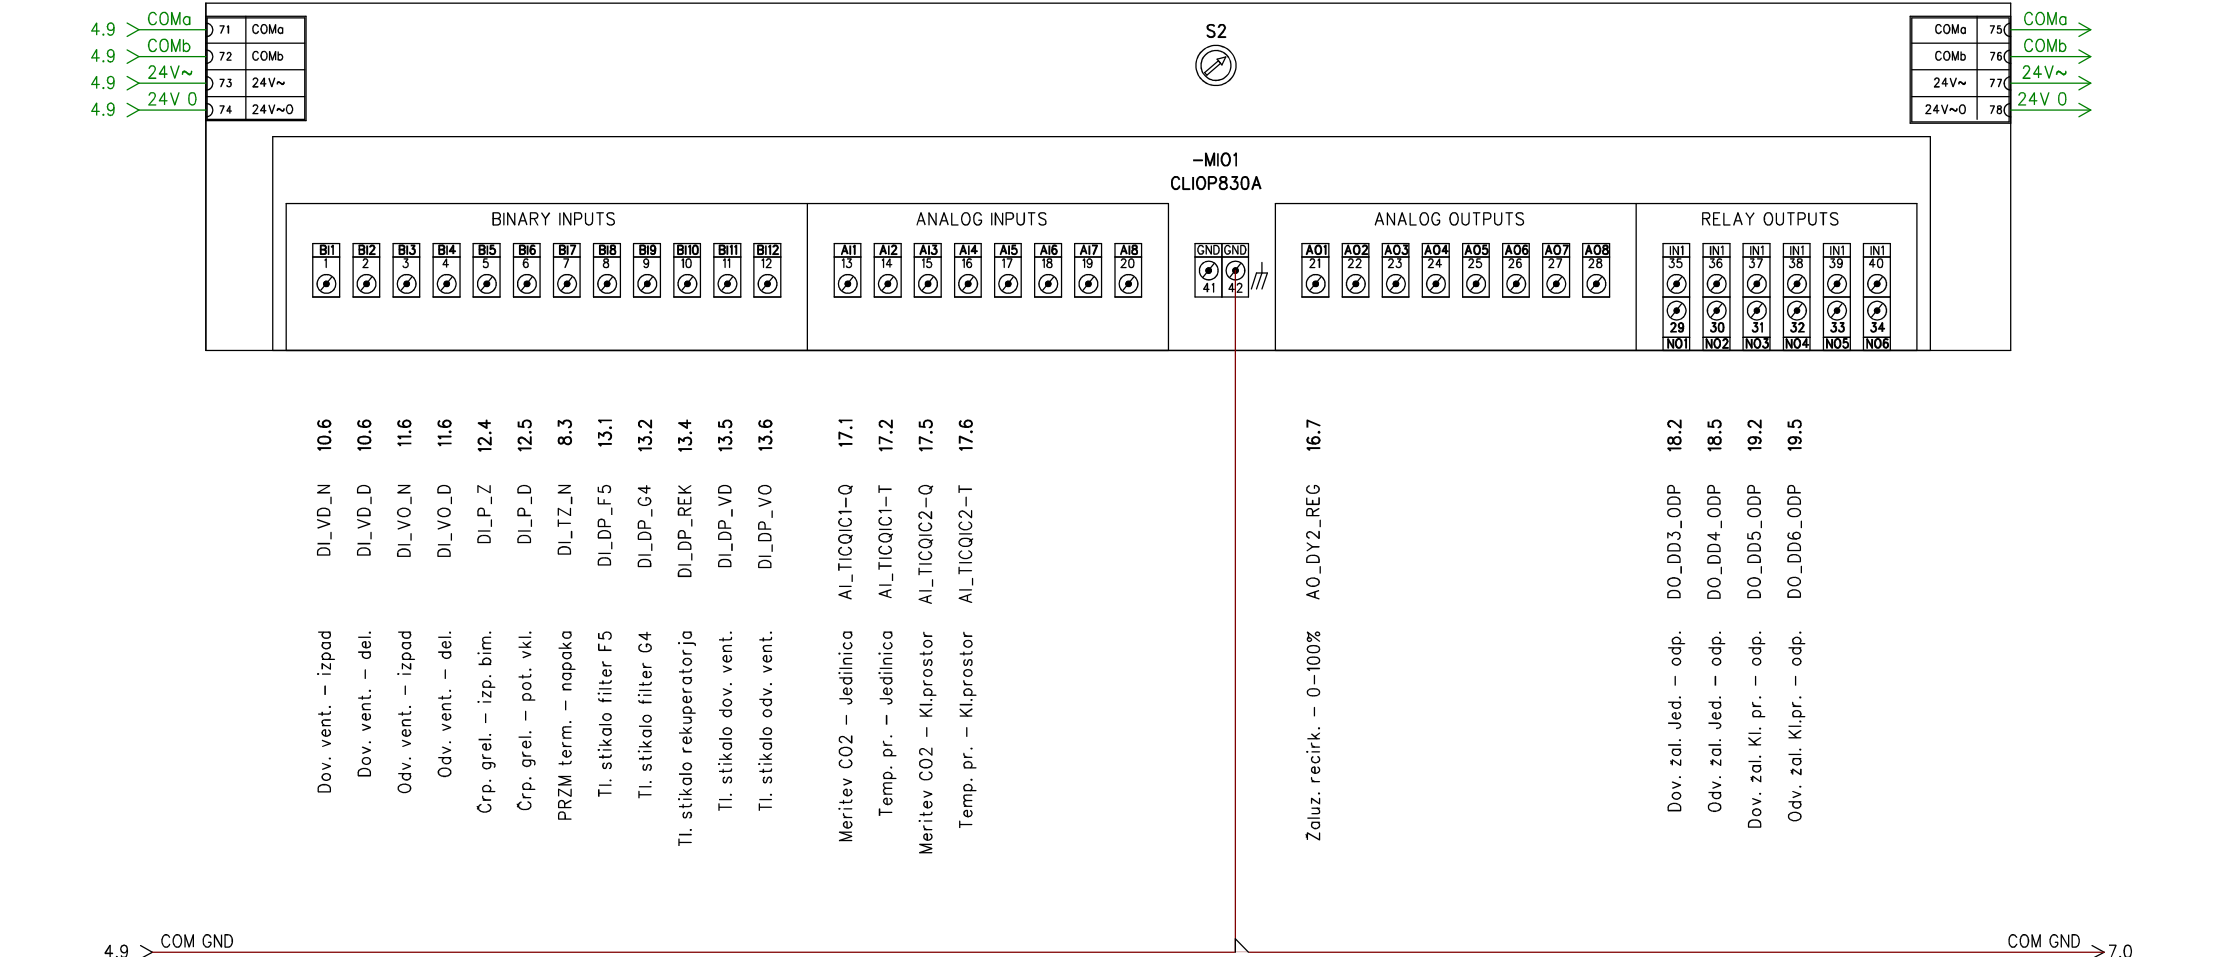 4.9 COMa 71 COMa
4.9 COMb 72 COMb
4.9 24V~ 73 24V~
4.9 24V 0 74 24V~0
S2
COMa 75 COMa
COMb 76 COMb
24V~ 77 24V~
24V~0 78 24V 0
-MIO1
CLIOP830A
BINARY INPUTS
BI1 BI2 BI3 BI4 BI5 BI6 BI7 BI8 BI9 BI10 BI11 BI12
1 2 3 4 5 6 7 8 9 10 11 12
ANALOG INPUTS
AI1 AI2 AI3 AI4 AI5 AI6 AI7 AI8
13 14 15 16 17 18 19 20
GND GND
41 42
ANALOG OUTPUTS
AO1 AO2 AO3 AO4 AO5 AO6 AO7 AO8
21 22 23 24 25 26 27 28
RELAY OUTPUTS
IN1 IN1 IN1 IN1 IN1 IN1
35 36 37 38 39 40
29 30 31 32 33 34
NO1 NO2 NO3 NO4 NO5 NO6
Dov. vent. - izpad DI_VD_N 10.6
Dov. vent. - del. DI_VD_D 10.6
Odv. vent. - izpad DI_VO_N 11.6
Odv. vent. - del. DI_VO_D 11.6
Črp. grel. - izp. bim. DI_P_Z 12.4
Črp. grel. - pot. vkl. DI_P_D 12.5
PRZM term. - napaka DI_TZ_N 8.3
Tl. stikalo filter F5 DI_DP_F5 13.1
Tl. stikalo filter G4 DI_DP_G4 13.2
Tl. stikalo rekuperatorja DI_DP_REK 13.4
Tl. stikalo dov. vent. DI_DP_VD 13.5
Tl. stikalo odv. vent. DI_DP_VO 13.6
Meritev CO2 - Jedilnica AI_TICQIC1-Q 17.1
Temp. pr. - Jedilnica AI_TICQIC1-T 17.2
Meritev CO2 - Kl.prostor AI_TICQIC2-Q 17.5
Temp. pr. - Kl.prostor AI_TICQIC2-T 17.6
Žaluz. recirk. - 0-100% AO_DY2_REG 16.7
Dov. žal. Jed. - odp. DO_DD3_ODP 18.2
Odv. žal. Jed. - odp. DO_DD4_ODP 18.5
Dov. žal. Kl. pr. - odp. DO_DD5_ODP 19.2
Odv. žal. Kl.pr. - odp. DO_DD6_ODP 19.5
4.9 COM GND
COM GND 7.0